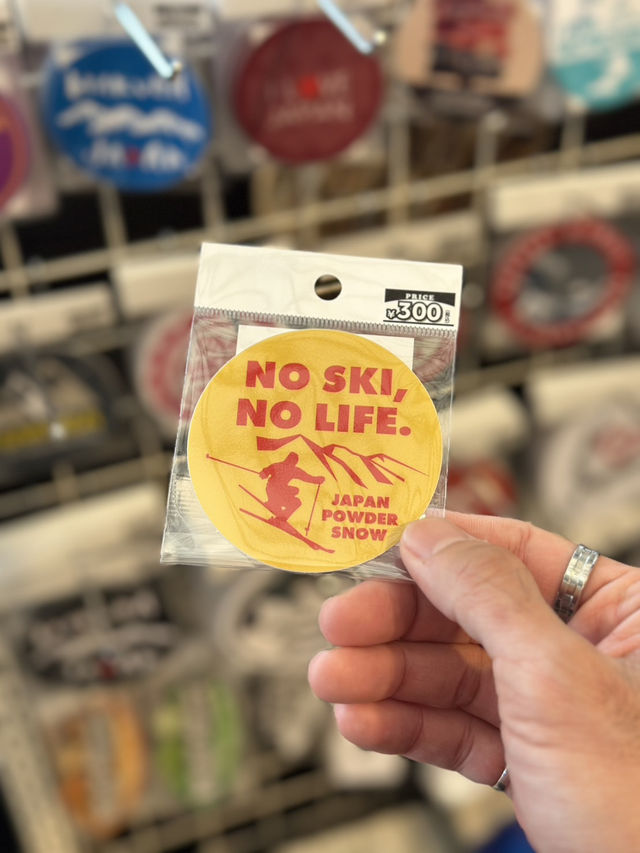 PRICE
¥300
NO SKI,
NO LIFE.
JAPAN
POWDER
SNOW